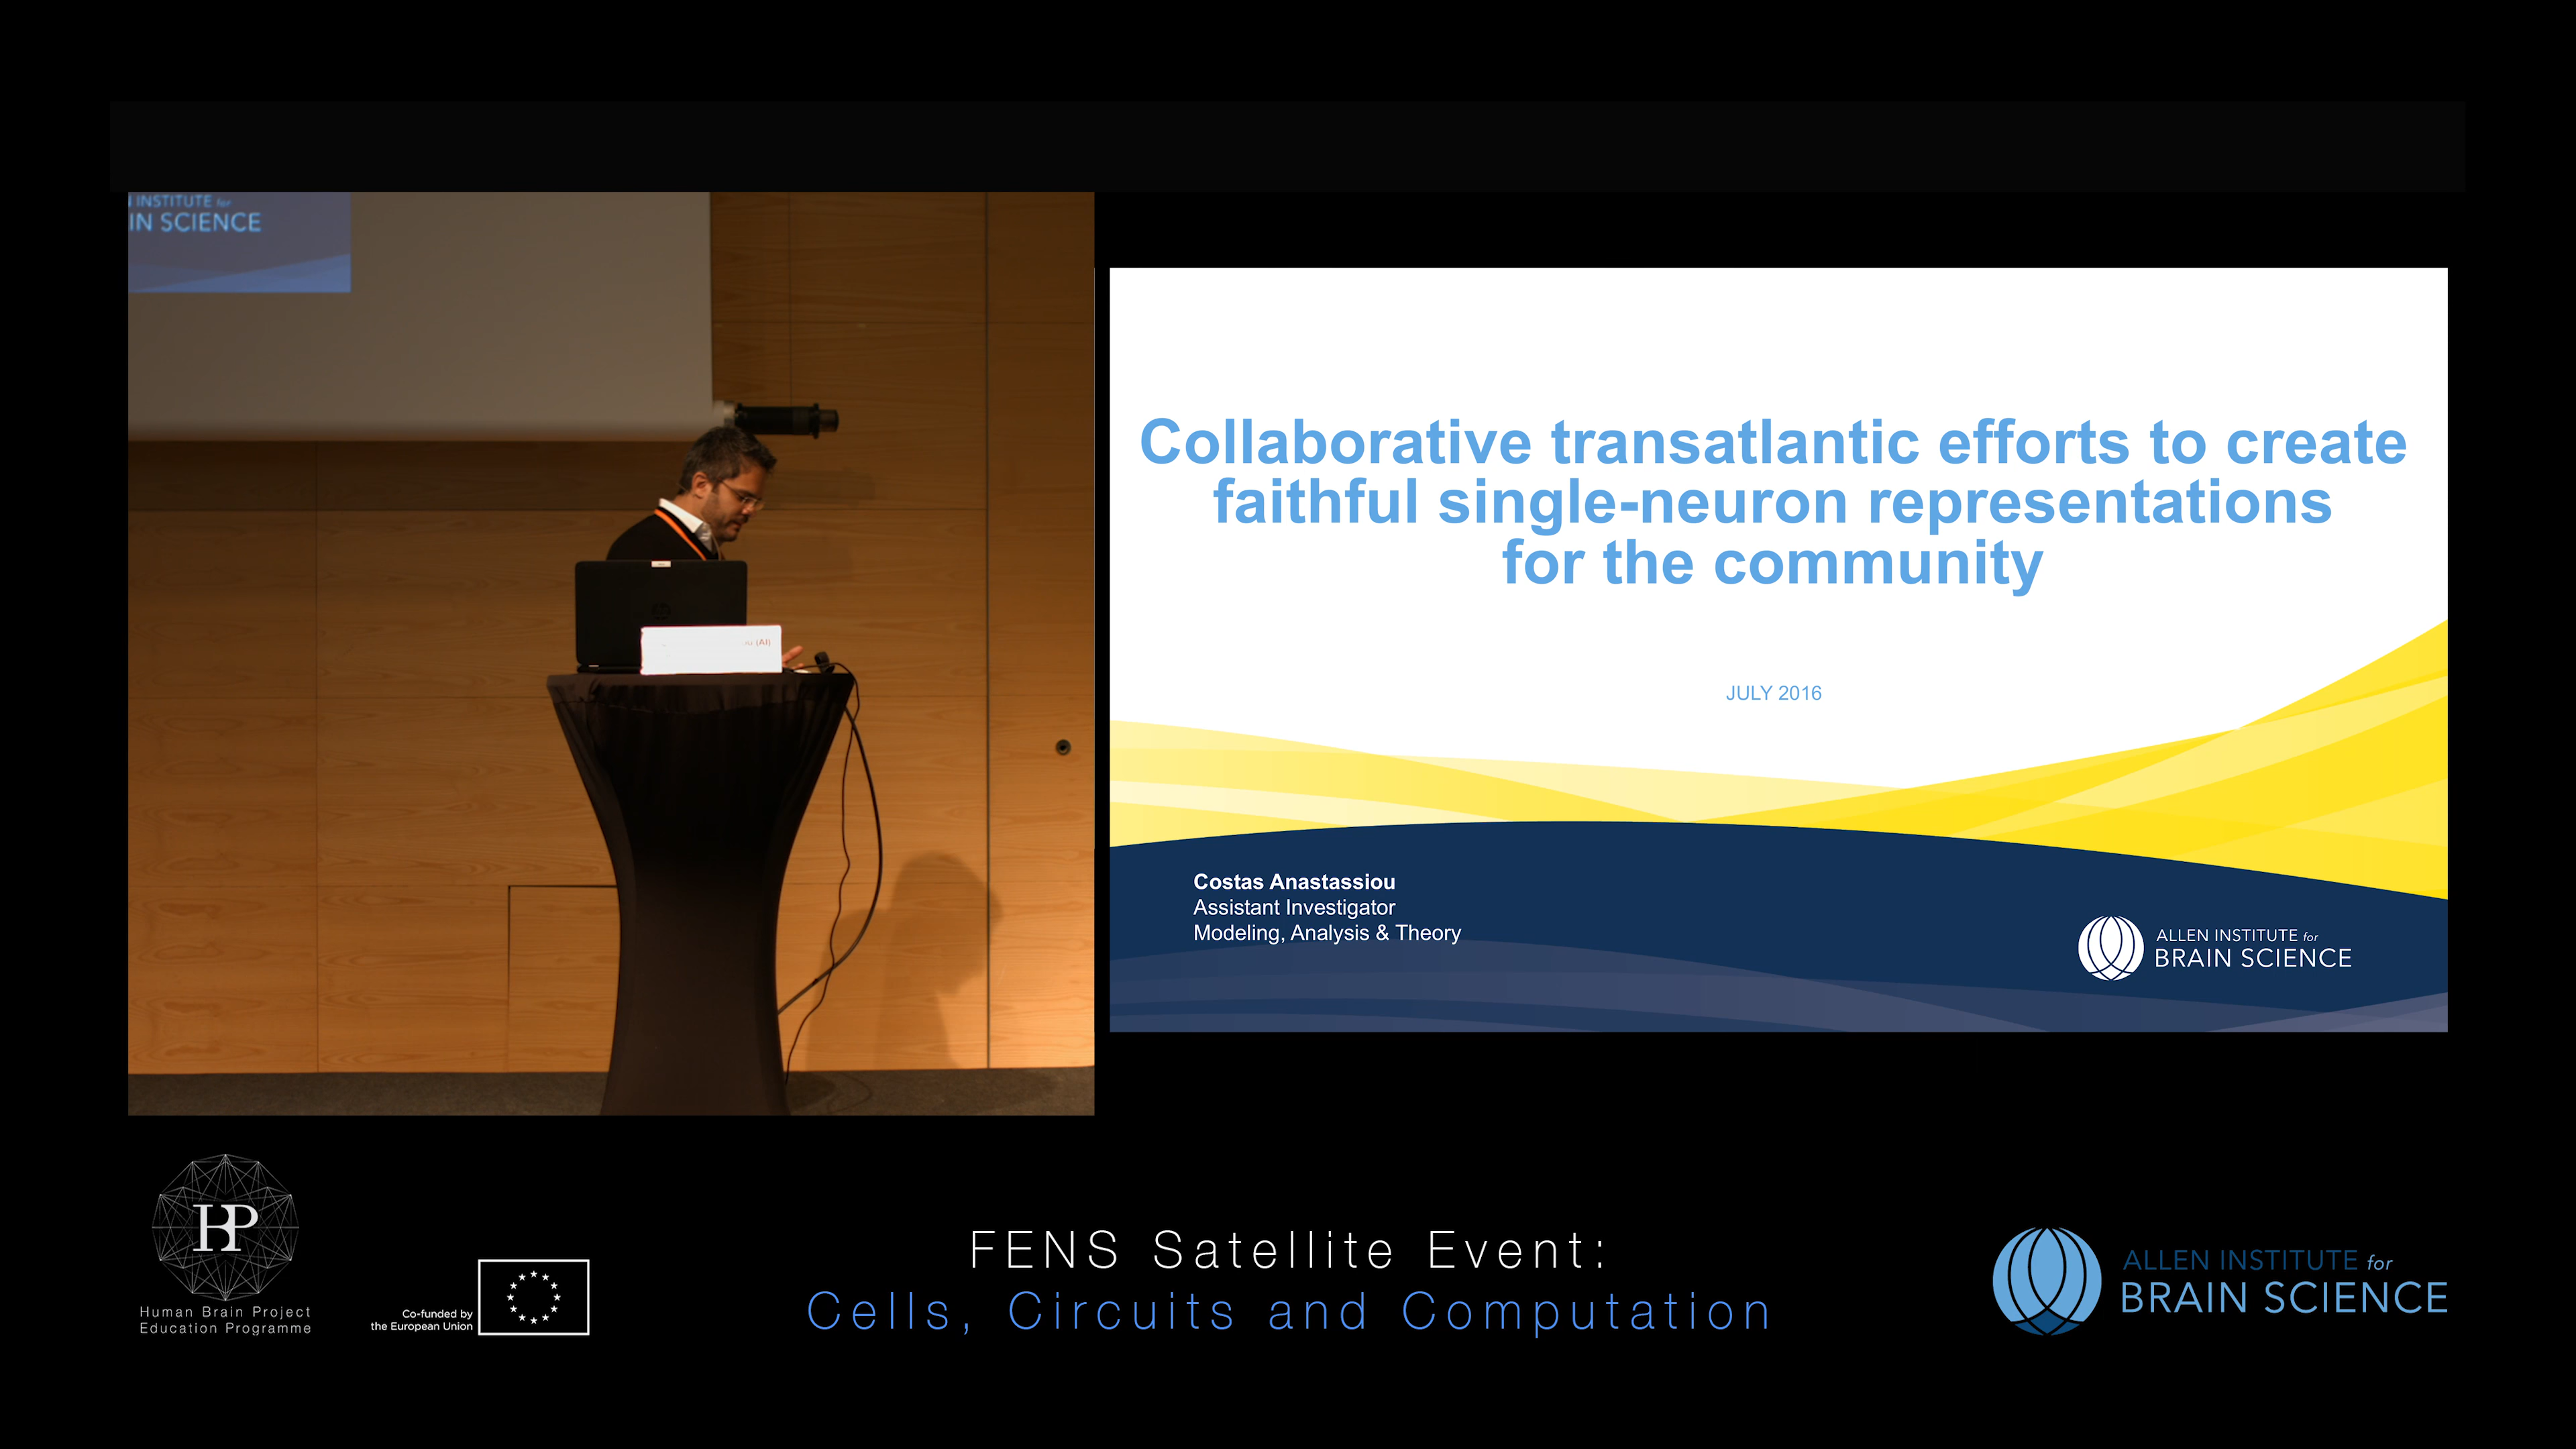 INSTITUTE for
IN SCIENCE
(AI)
Collaborative transatlantic efforts to create
faithful single-neuron representations
for the community
JULY 2016
Costas Anastassiou
Assistant Investigator
Modeling, Analysis & Theory
ALLEN INSTITUTE for
BRAIN SCIENCE
HBP
Human Brain Project
Education Programme
Co-funded by
the European Union
FENS Satellite Event:
Cells, Circuits and Computation
ALLEN INSTITUTE for
BRAIN SCIENCE